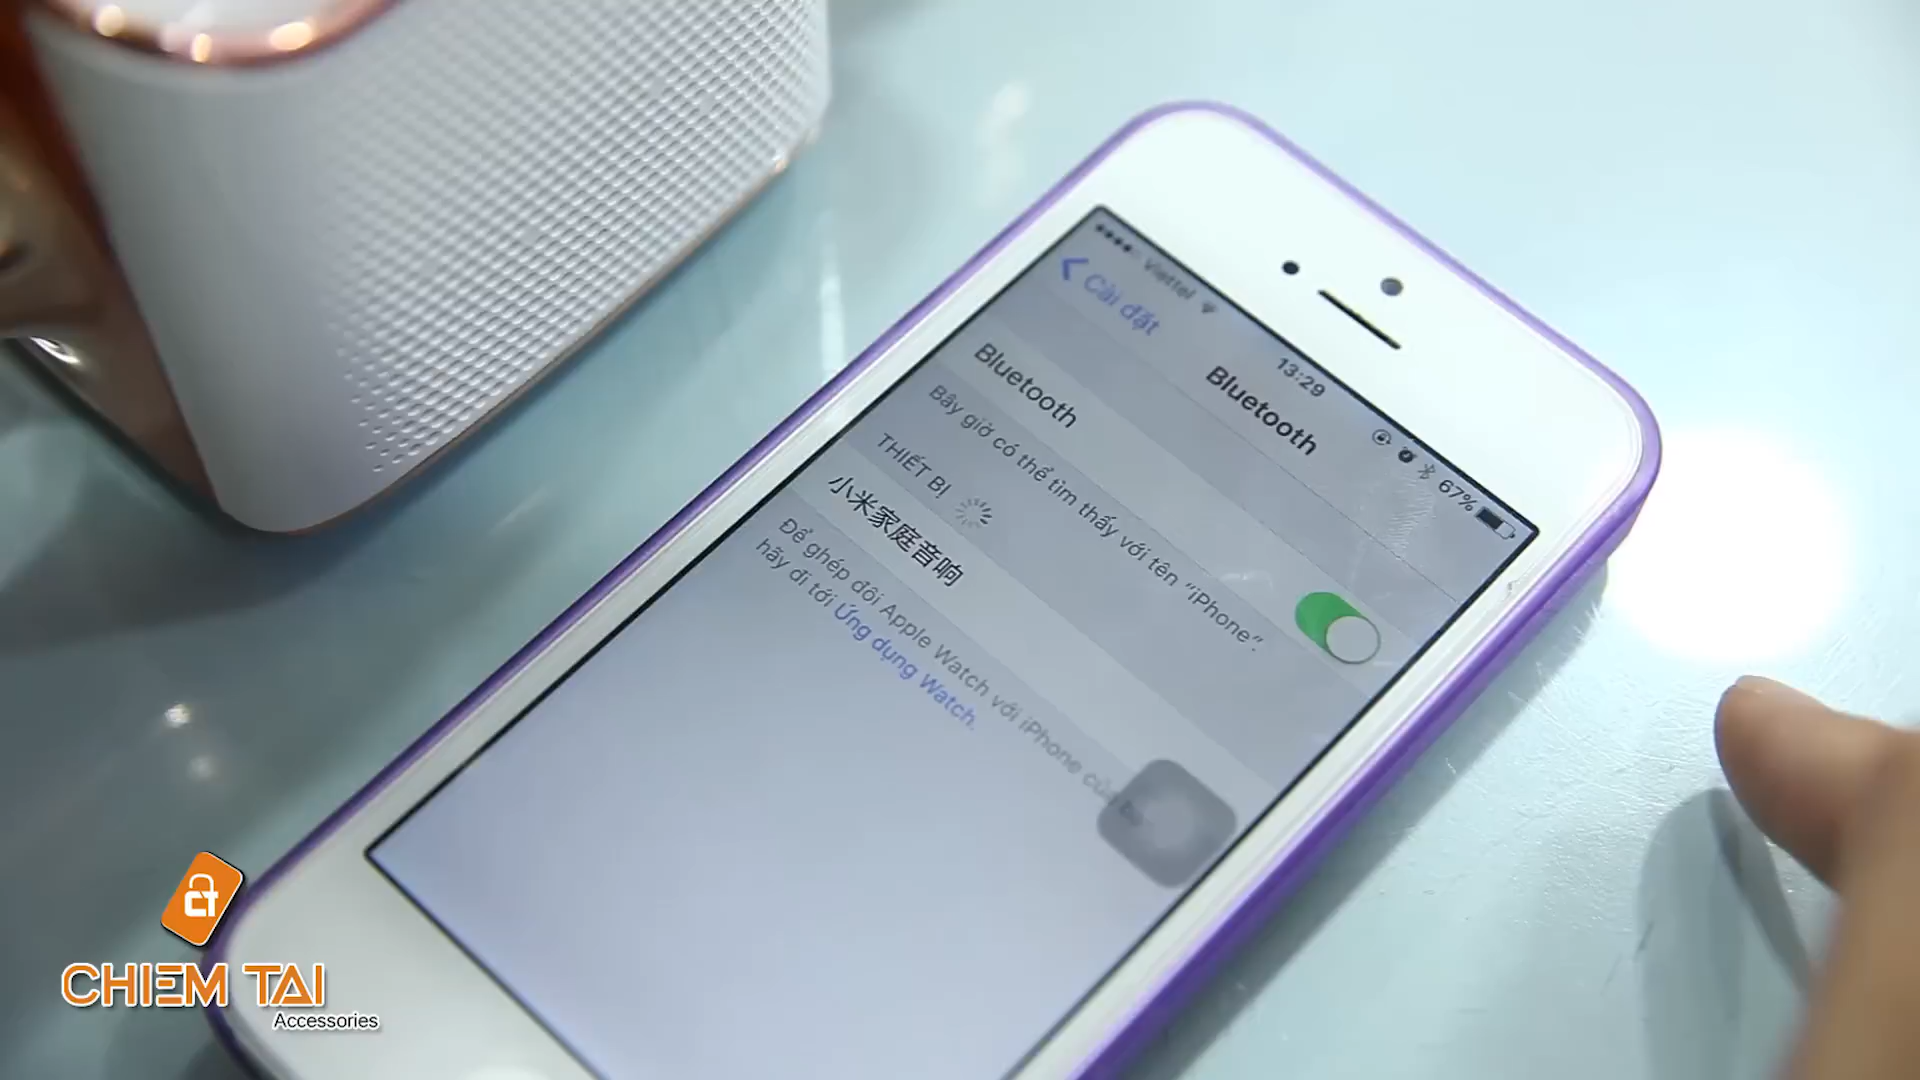 Viettel
13:29
67%
Cài đặt
Bluetooth
Bluetooth
Bây giờ có thể tìm thấy với tên “iPhone”.
THIẾT BỊ
小米家庭音响
Để ghép đôi Apple Watch với iPhone của
hãy đi tới Ứng dụng Watch.
ct
CHIEM TAI
Accessories